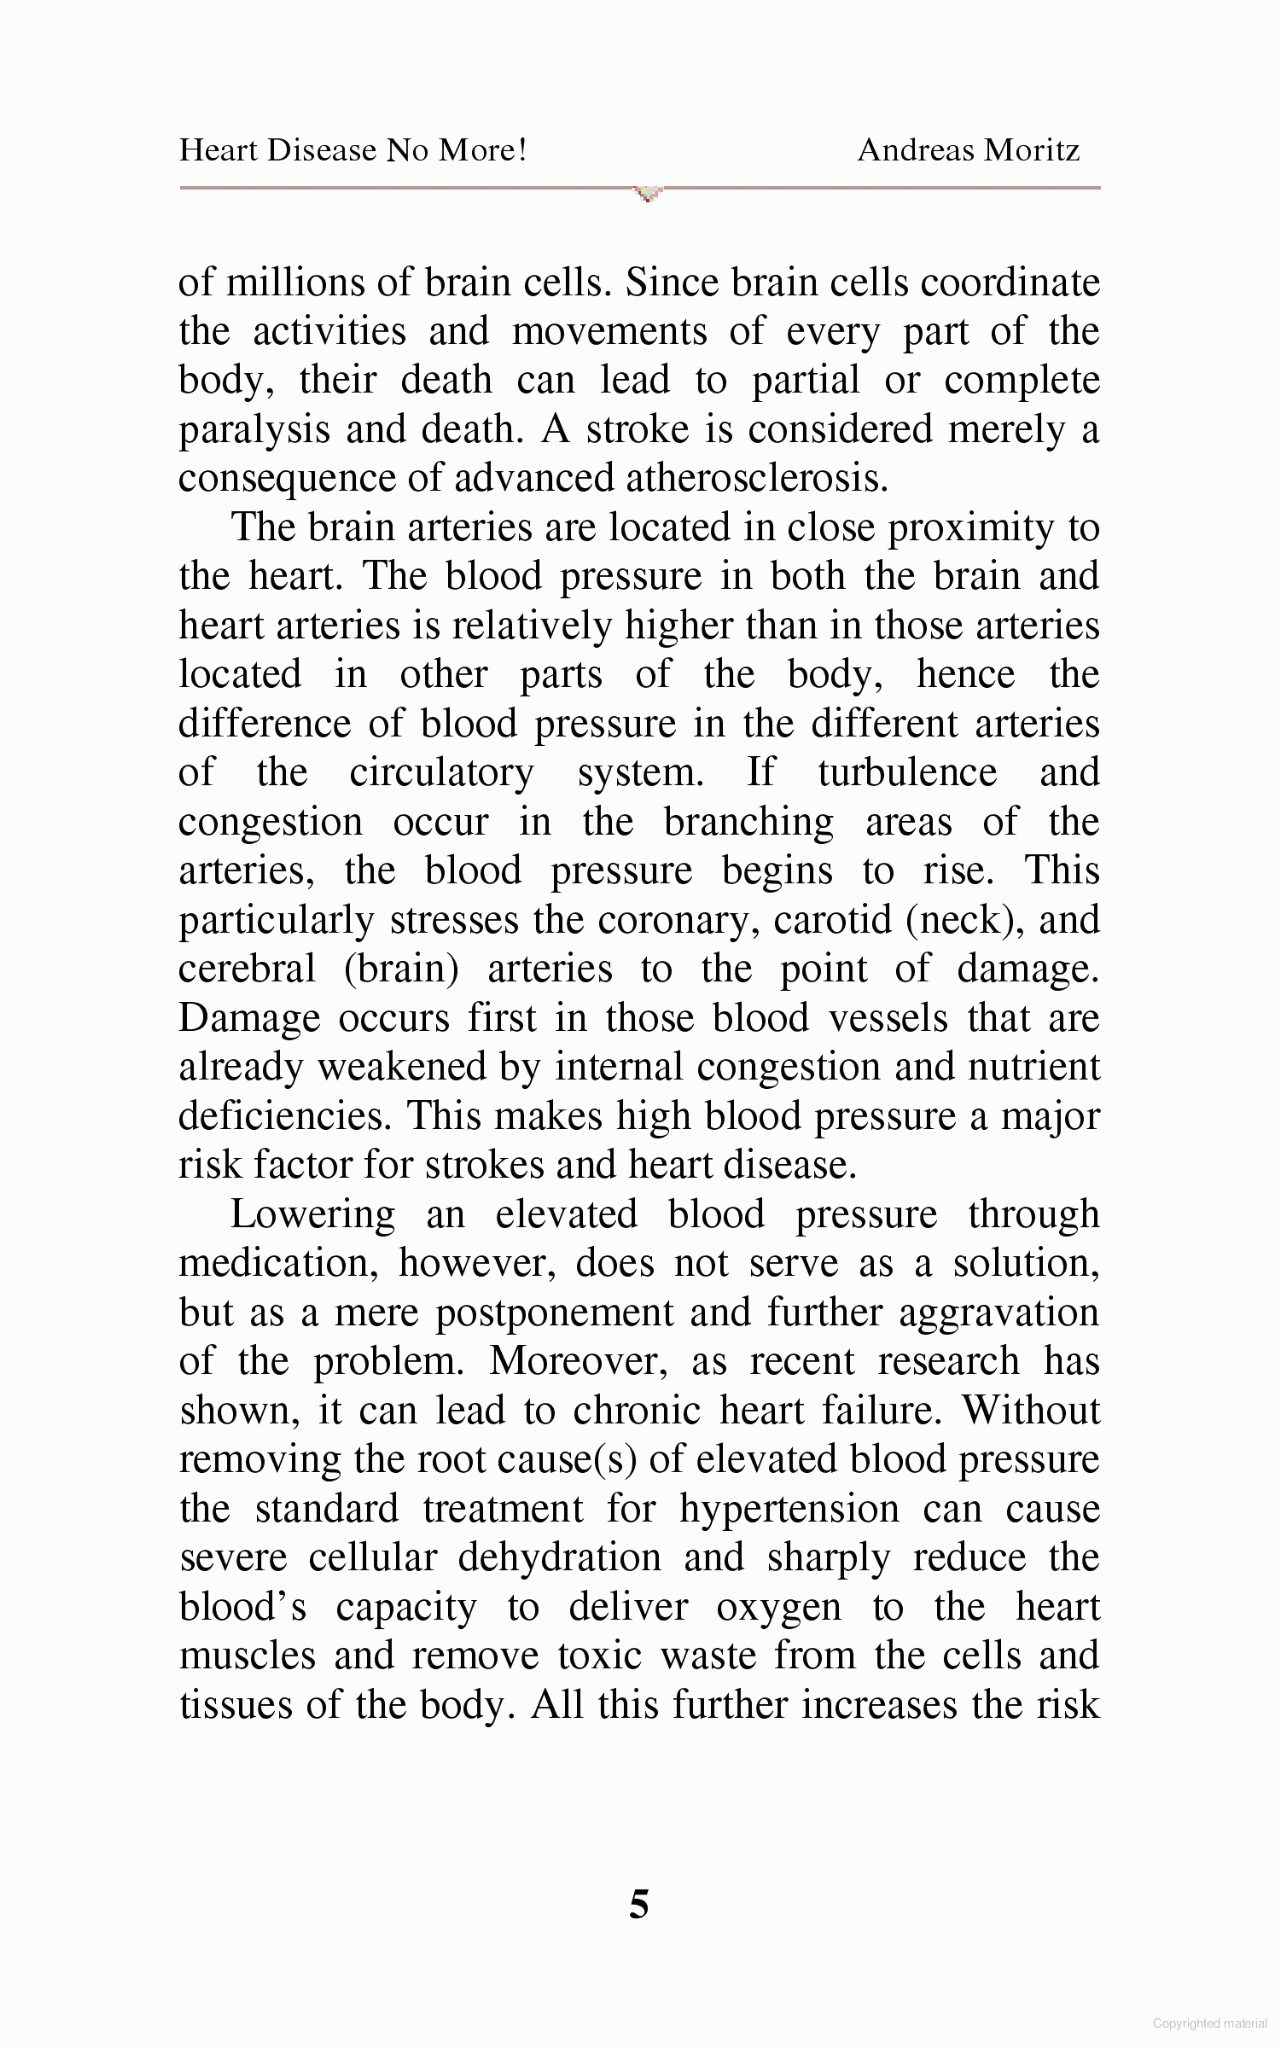 Heart Disease No More! Andreas Moritz
of millions of brain cells. Since brain cells coordinate
the activities and movements of every part of the
body, their death can lead to partial or complete
paralysis and death. A stroke is considered merely a
consequence of advanced atherosclerosis.
The brain arteries are located in close proximity to
the heart. The blood pressure in both the brain and
heart arteries is relatively higher than in those arteries
located in other parts of the body, hence the
difference of blood pressure in the different arteries
of the circulatory system. If turbulence and
congestion occur in the branching areas of the
arteries, the blood pressure begins to rise. This
particularly stresses the coronary, carotid (neck), and
cerebral (brain) arteries to the point of damage.
Damage occurs first in those blood vessels that are
already weakened by internal congestion and nutrient
deficiencies. This makes high blood pressure a major
risk factor for strokes and heart disease.
Lowering an elevated blood pressure through
medication, however, does not serve as a solution,
but as a mere postponement and further aggravation
of the problem. Moreover, as recent research has
shown, it can lead to chronic heart failure. Without
removing the root cause(s) of elevated blood pressure
the standard treatment for hypertension can cause
severe cellular dehydration and sharply reduce the
blood’s capacity to deliver oxygen to the heart
muscles and remove toxic waste from the cells and
tissues of the body. All this further increases the risk
5
Copyrighted material